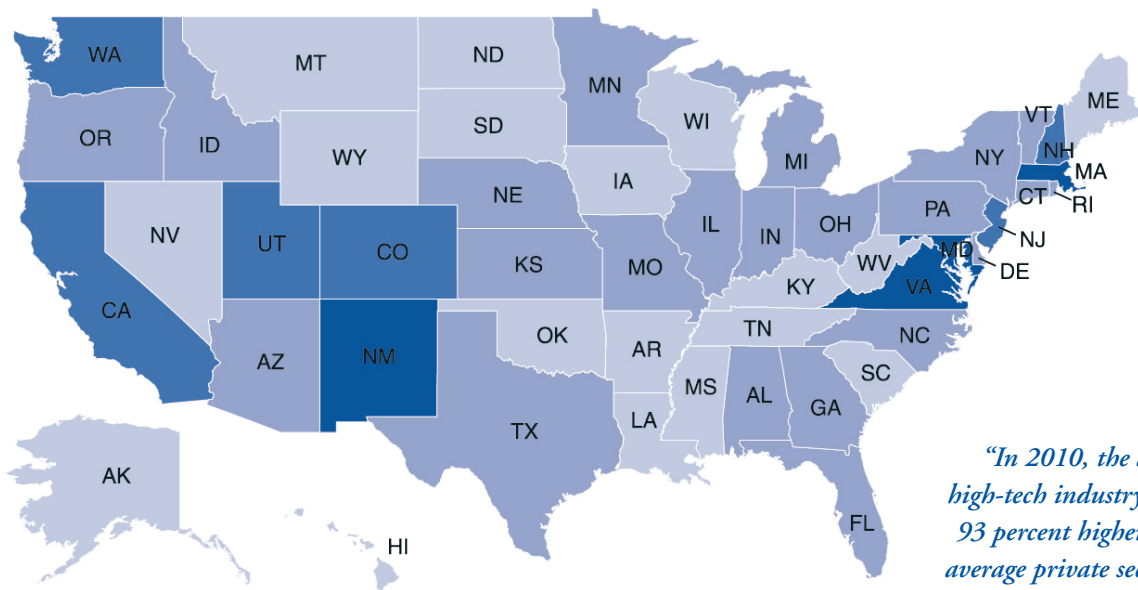 WA
MT
ND
MN
ME
VT
OR
ID
SD
WI
NH
NY
MI
MA
WY
CT
RI
IA
NE
PA
NV
UT
CO
IL
IN
OH
NJ
MD
DE
WV
KS
MO
VA
CA
KY
TN
NC
OK
AZ
NM
AR
SC
MS
AL
GA
TX
LA
AK
FL
HI
“In 2010, the
high-tech industry
93 percent higher
average private